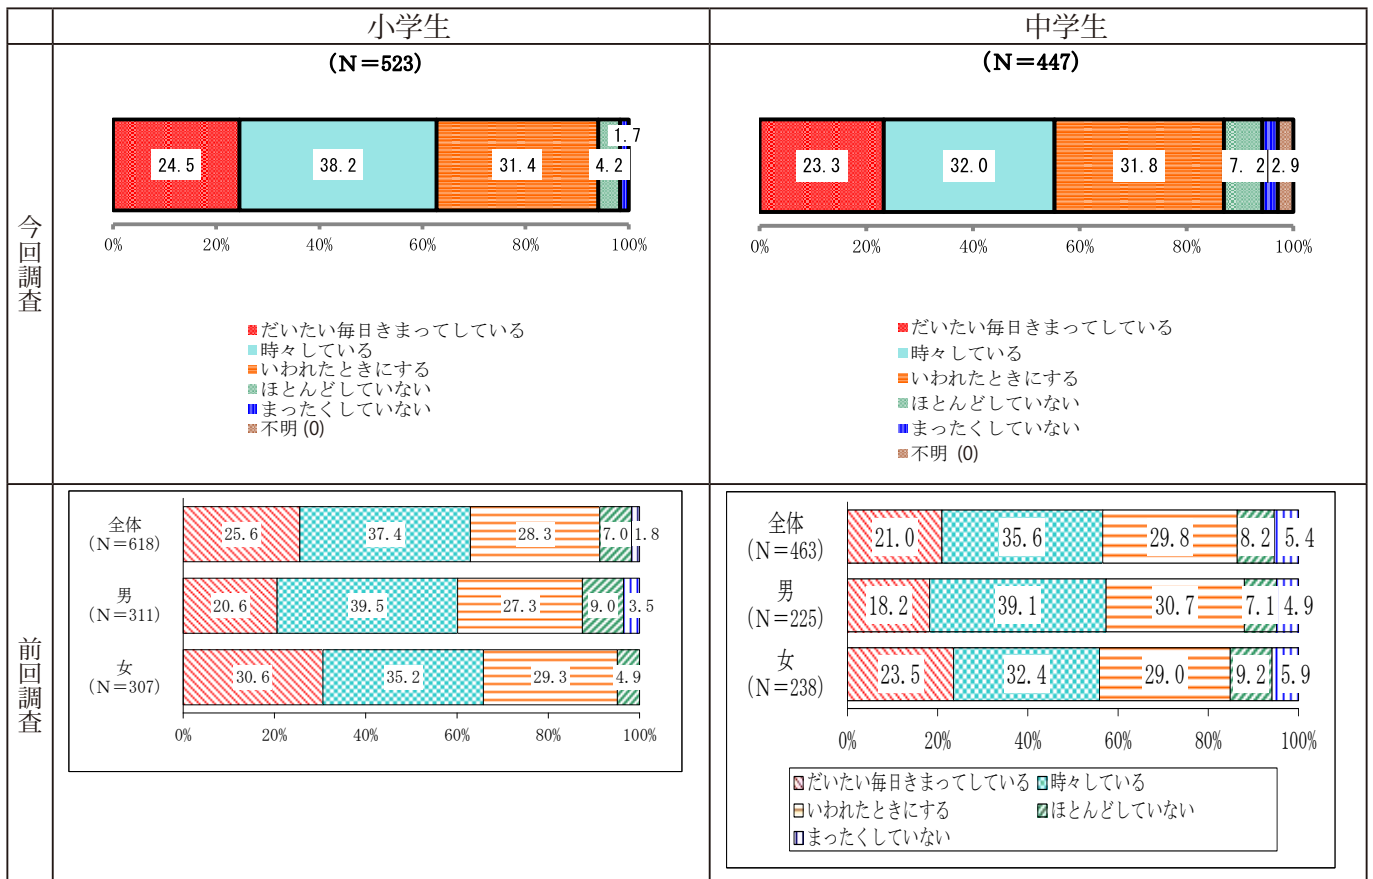 小学生
中学生
今回調査
(N=523)
24.5
38.2
31.4
4.2
1.7
0%
20%
40%
60%
80%
100%
だいたい毎日きまってしている
時々している
いわれたときにする
ほとんどしていない
まったくしていない
不明 (0)
(N=447)
23.3
32.0
31.8
7.2
2.9
0%
20%
40%
60%
80%
100%
だいたい毎日きまってしている
時々している
いわれたときにする
ほとんどしていない
まったくしていない
不明 (0)
前回調査
全体
(N=618)
25.6
37.4
28.3
7.0
1.8
男
(N=311)
20.6
39.5
27.3
9.0
3.5
女
(N=307)
30.6
35.2
29.3
4.9
0%
20%
40%
60%
80%
100%
全体
(N=463)
21.0
35.6
29.8
8.2
5.4
男
(N=225)
18.2
39.1
30.7
7.1
4.9
女
(N=238)
23.5
32.4
29.0
9.2
5.9
0%
20%
40%
60%
80%
100%
だいたい毎日きまってしている
時々している
いわれたときにする
ほとんどしていない
まったくしていない